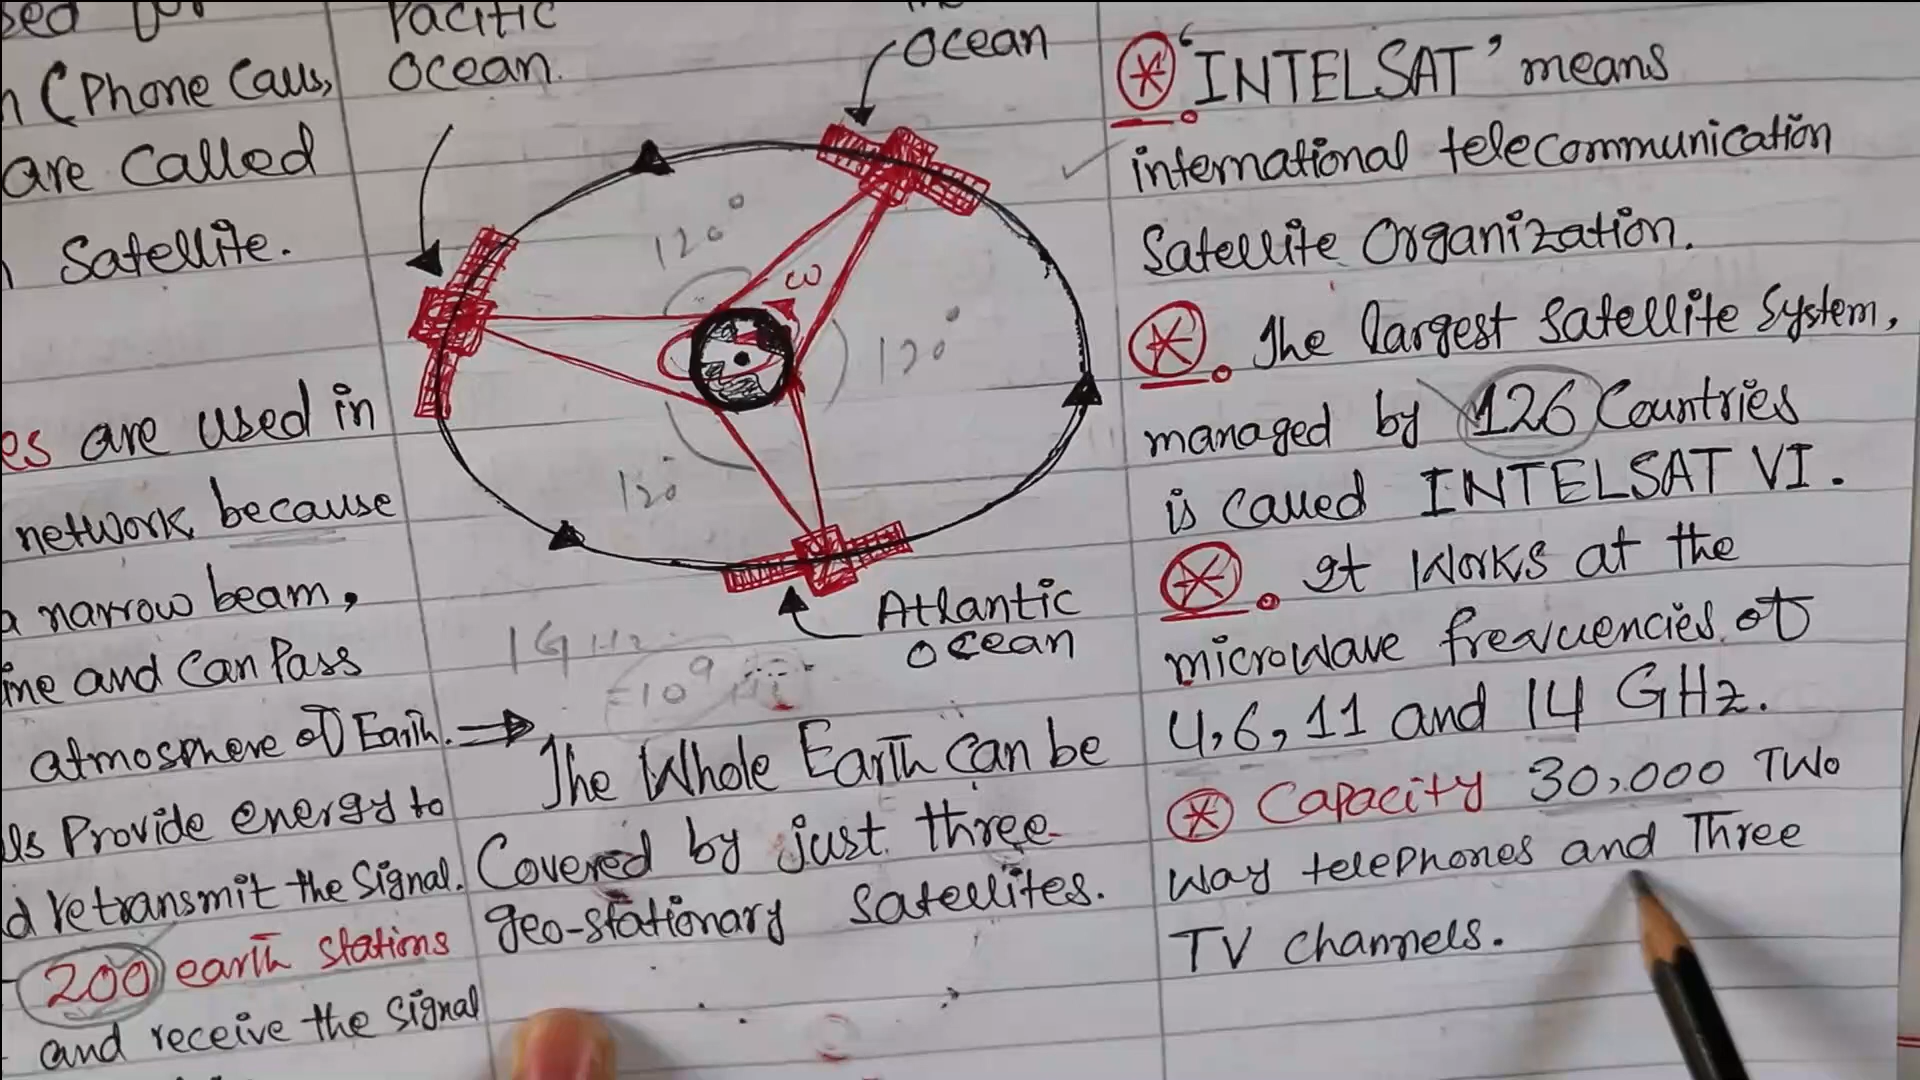 (Phone Calls,
are Called
Satellite.
es are used in
network because
a narrow beam,
ine and Can Pass
atmosphere of Earth.
ls Provide energy to
d retransmit the Signal.
200 earth stations
and receive the Signal
Pacific
Ocean.
Ocean
120°
ω
120°
120°
Atlantic
Ocean
1G Hz
=10⁹ Hz
⇒ The Whole Earth can be
Covered by just three
geo-stationary Satellites.
* 'INTELSAT' means
international telecommunication
Satellite Organization.
* The largest Satellite System,
managed by 126 Countries
is called INTELSAT VI.
* It works at the
microwave frequencies of
4,6,11 and 14 GHz.
* Capacity 30,000 Two
way telephones and Three
TV Channels.